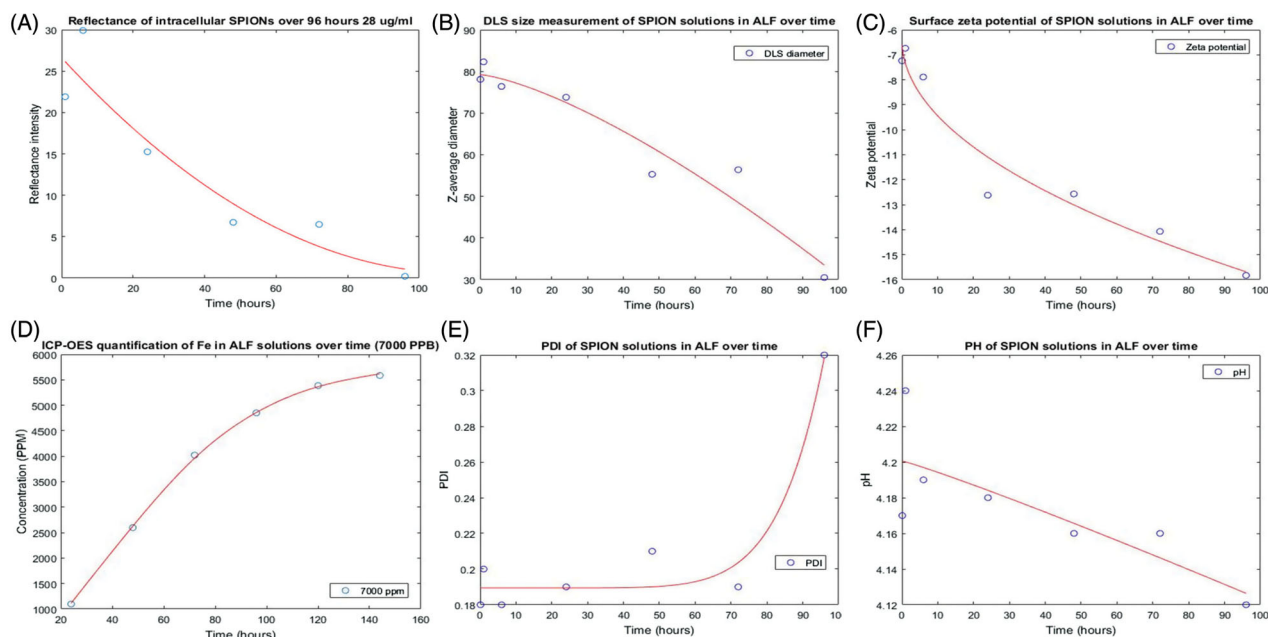 (A) Reflectance of intracellular SPIONs over 96 hours 28 ug/ml
30
25
20
15
10
5
0
Reflectance intensity
0 20 40 60 80 100
Time (hours)
(B) DLS size measurement of SPION solutions in ALF over time
90
80
70
60
50
40
30
Z-average diameter
DLS diameter
0 10 20 30 40 50 60 70 80 90 100
Time (hours)
(C) Surface zeta potential of SPION solutions in ALF over time
-6
-7
-8
-9
-10
-11
-12
-13
-14
-15
-16
Zeta potential
Zeta potential
0 10 20 30 40 50 60 70 80 90 100
Time (hours)
(D) ICP-OES quantification of Fe in ALF solutions over time (7000 PPB)
6000
5500
5000
4500
4000
3500
3000
2500
2000
1500
1000
Concentration (PPM)
7000 ppm
20 40 60 80 100 120 140 160
Time (hours)
(E) PDI of SPION solutions in ALF over time
0.32
0.3
0.28
0.26
0.24
0.22
0.2
0.18
PDI
PDI
0 10 20 30 40 50 60 70 80 90 100
Time (hours)
(F) PH of SPION solutions in ALF over time
4.26
4.24
4.22
4.2
4.18
4.16
4.14
4.12
pH
pH
0 10 20 30 40 50 60 70 80 90 100
Time (hours)